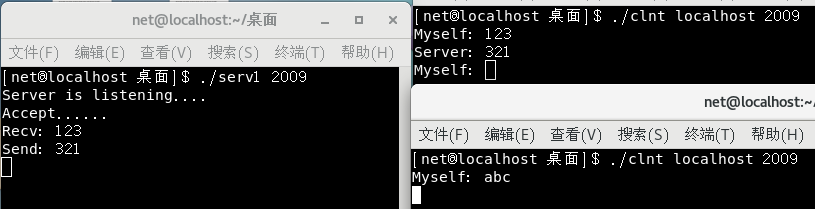 net@localhost:~/桌面
文件(F) 编辑(E) 查看(V) 搜索(S) 终端(T) 帮助(H)
[net@localhost 桌面]$ ./serv1 2009
Server is listening....
Accept......
Recv: 123
Send: 321
[net@localhost 桌面]$ ./clnt localhost 2009
Myself: 123
Server: 321
Myself:
net@localhost:~/
文件(F) 编辑(E) 查看(V) 搜索(S) 终端(T) 帮助(H)
[net@localhost 桌面]$ ./clnt localhost 2009
Myself: abc